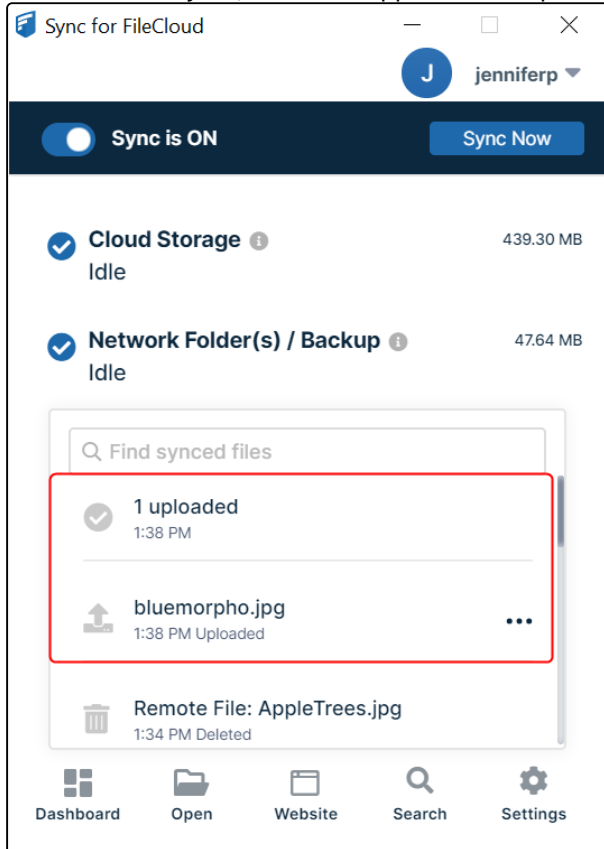 Sync for FileCloud
J
jenniferp
Sync is ON
Sync Now
Cloud Storage
439.30 MB
Idle
Network Folder(s) / Backup
47.64 MB
Idle
Find synced files
1 uploaded
1:38 PM
bluemorpho.jpg
1:38 PM Uploaded
Remote File: AppleTrees.jpg
1:34 PM Deleted
Dashboard Open Website Search Settings